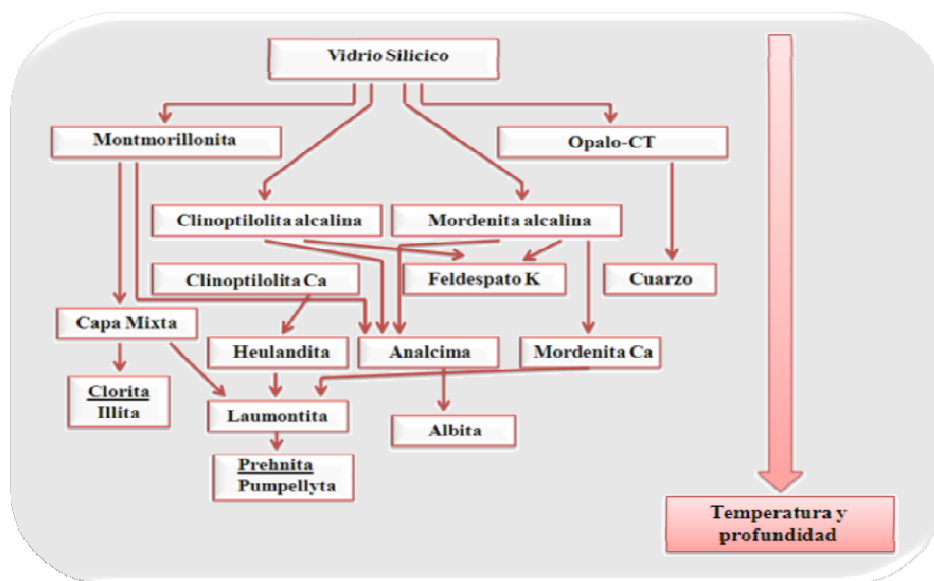 Vidrio Silicico
Montmorillonita
Opalo-CT
Clinoptilolita alcalina
Mordenita alcalina
Clinoptilolita Ca
Feldespato K
Cuarzo
Capa Mixta
Heulandita
Analcima
Mordenita Ca
Clorita
Illita
Laumontita
Albita
Prehnita
Pumpellyta
Temperatura y
profundidad